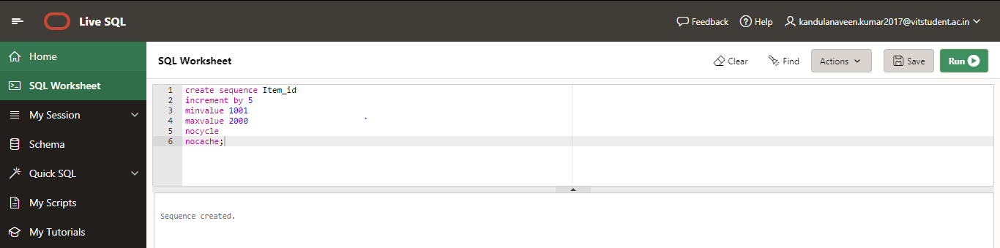 Live SQL
Feedback
Help
kandulanaveen.kumar2017@vitstudent.ac.in
Home
SQL Worksheet
My Session
Schema
Quick SQL
My Scripts
My Tutorials
SQL Worksheet
Clear
Find
Actions
Save
Run
1 create sequence Item_id
2 increment by 5
3 minvalue 1001
4 maxvalue 2000
5 nocycle
6 nocache;
Sequence created.